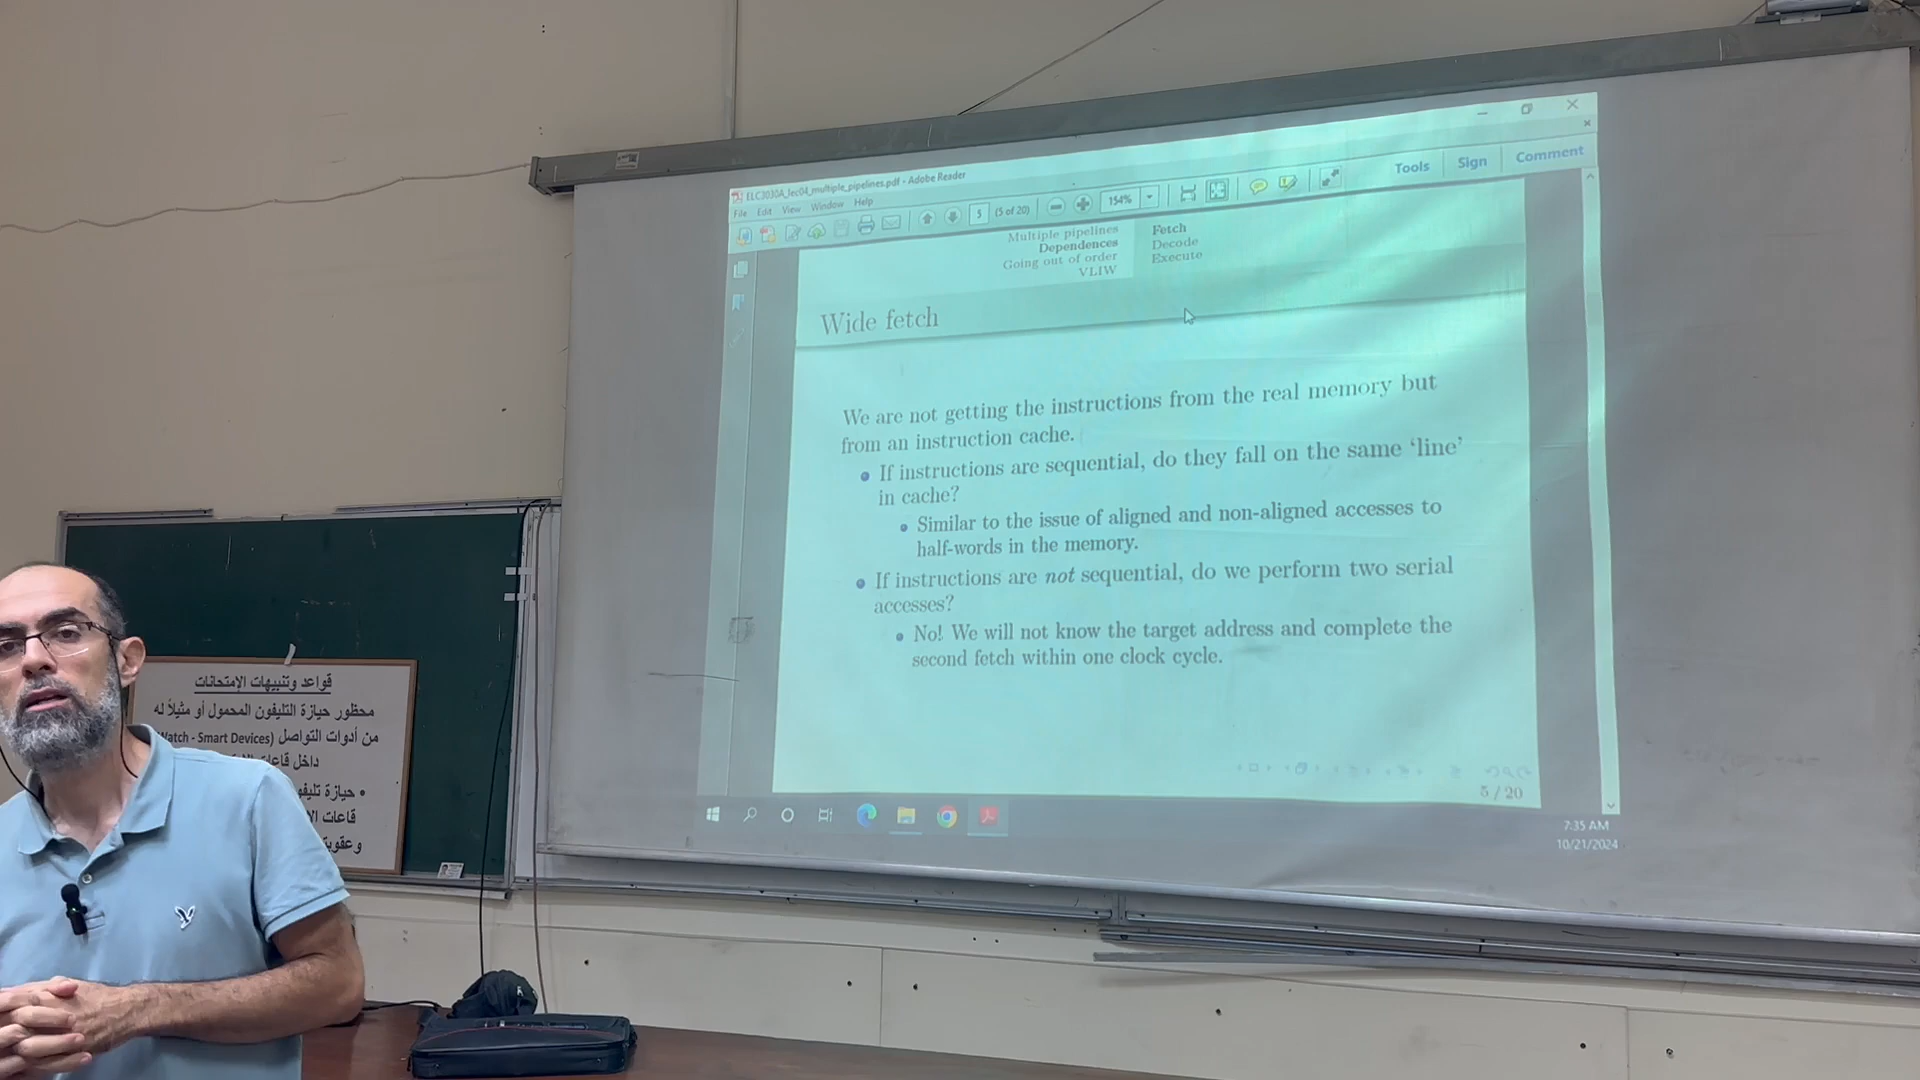 ELC3030A_lec04_multiple_pipelines.pdf - Adobe Reader
File Edit View Window Help
Tools Sign Comment
5 (5 of 20) 154%
Multiple pipelines
Dependences
Going out of order
VLIW
Fetch
Decode
Execute
Wide fetch
We are not getting the instructions from the real memory but
from an instruction cache.
• If instructions are sequential, do they fall on the same ‘line’
in cache?
• Similar to the issue of aligned and non-aligned accesses to
half-words in the memory.
• If instructions are not sequential, do we perform two serial
accesses?
• No! We will not know the target address and complete the
second fetch within one clock cycle.
5 / 20
7:35 AM
10/21/2024
قواعد وتنبيهات الإمتحانات
محظور حيازة التليفون المحمول أو مثيلاً له
من أدوات التواصل (Watch - Smart Devices)
داخل
• حيازة
قاعات